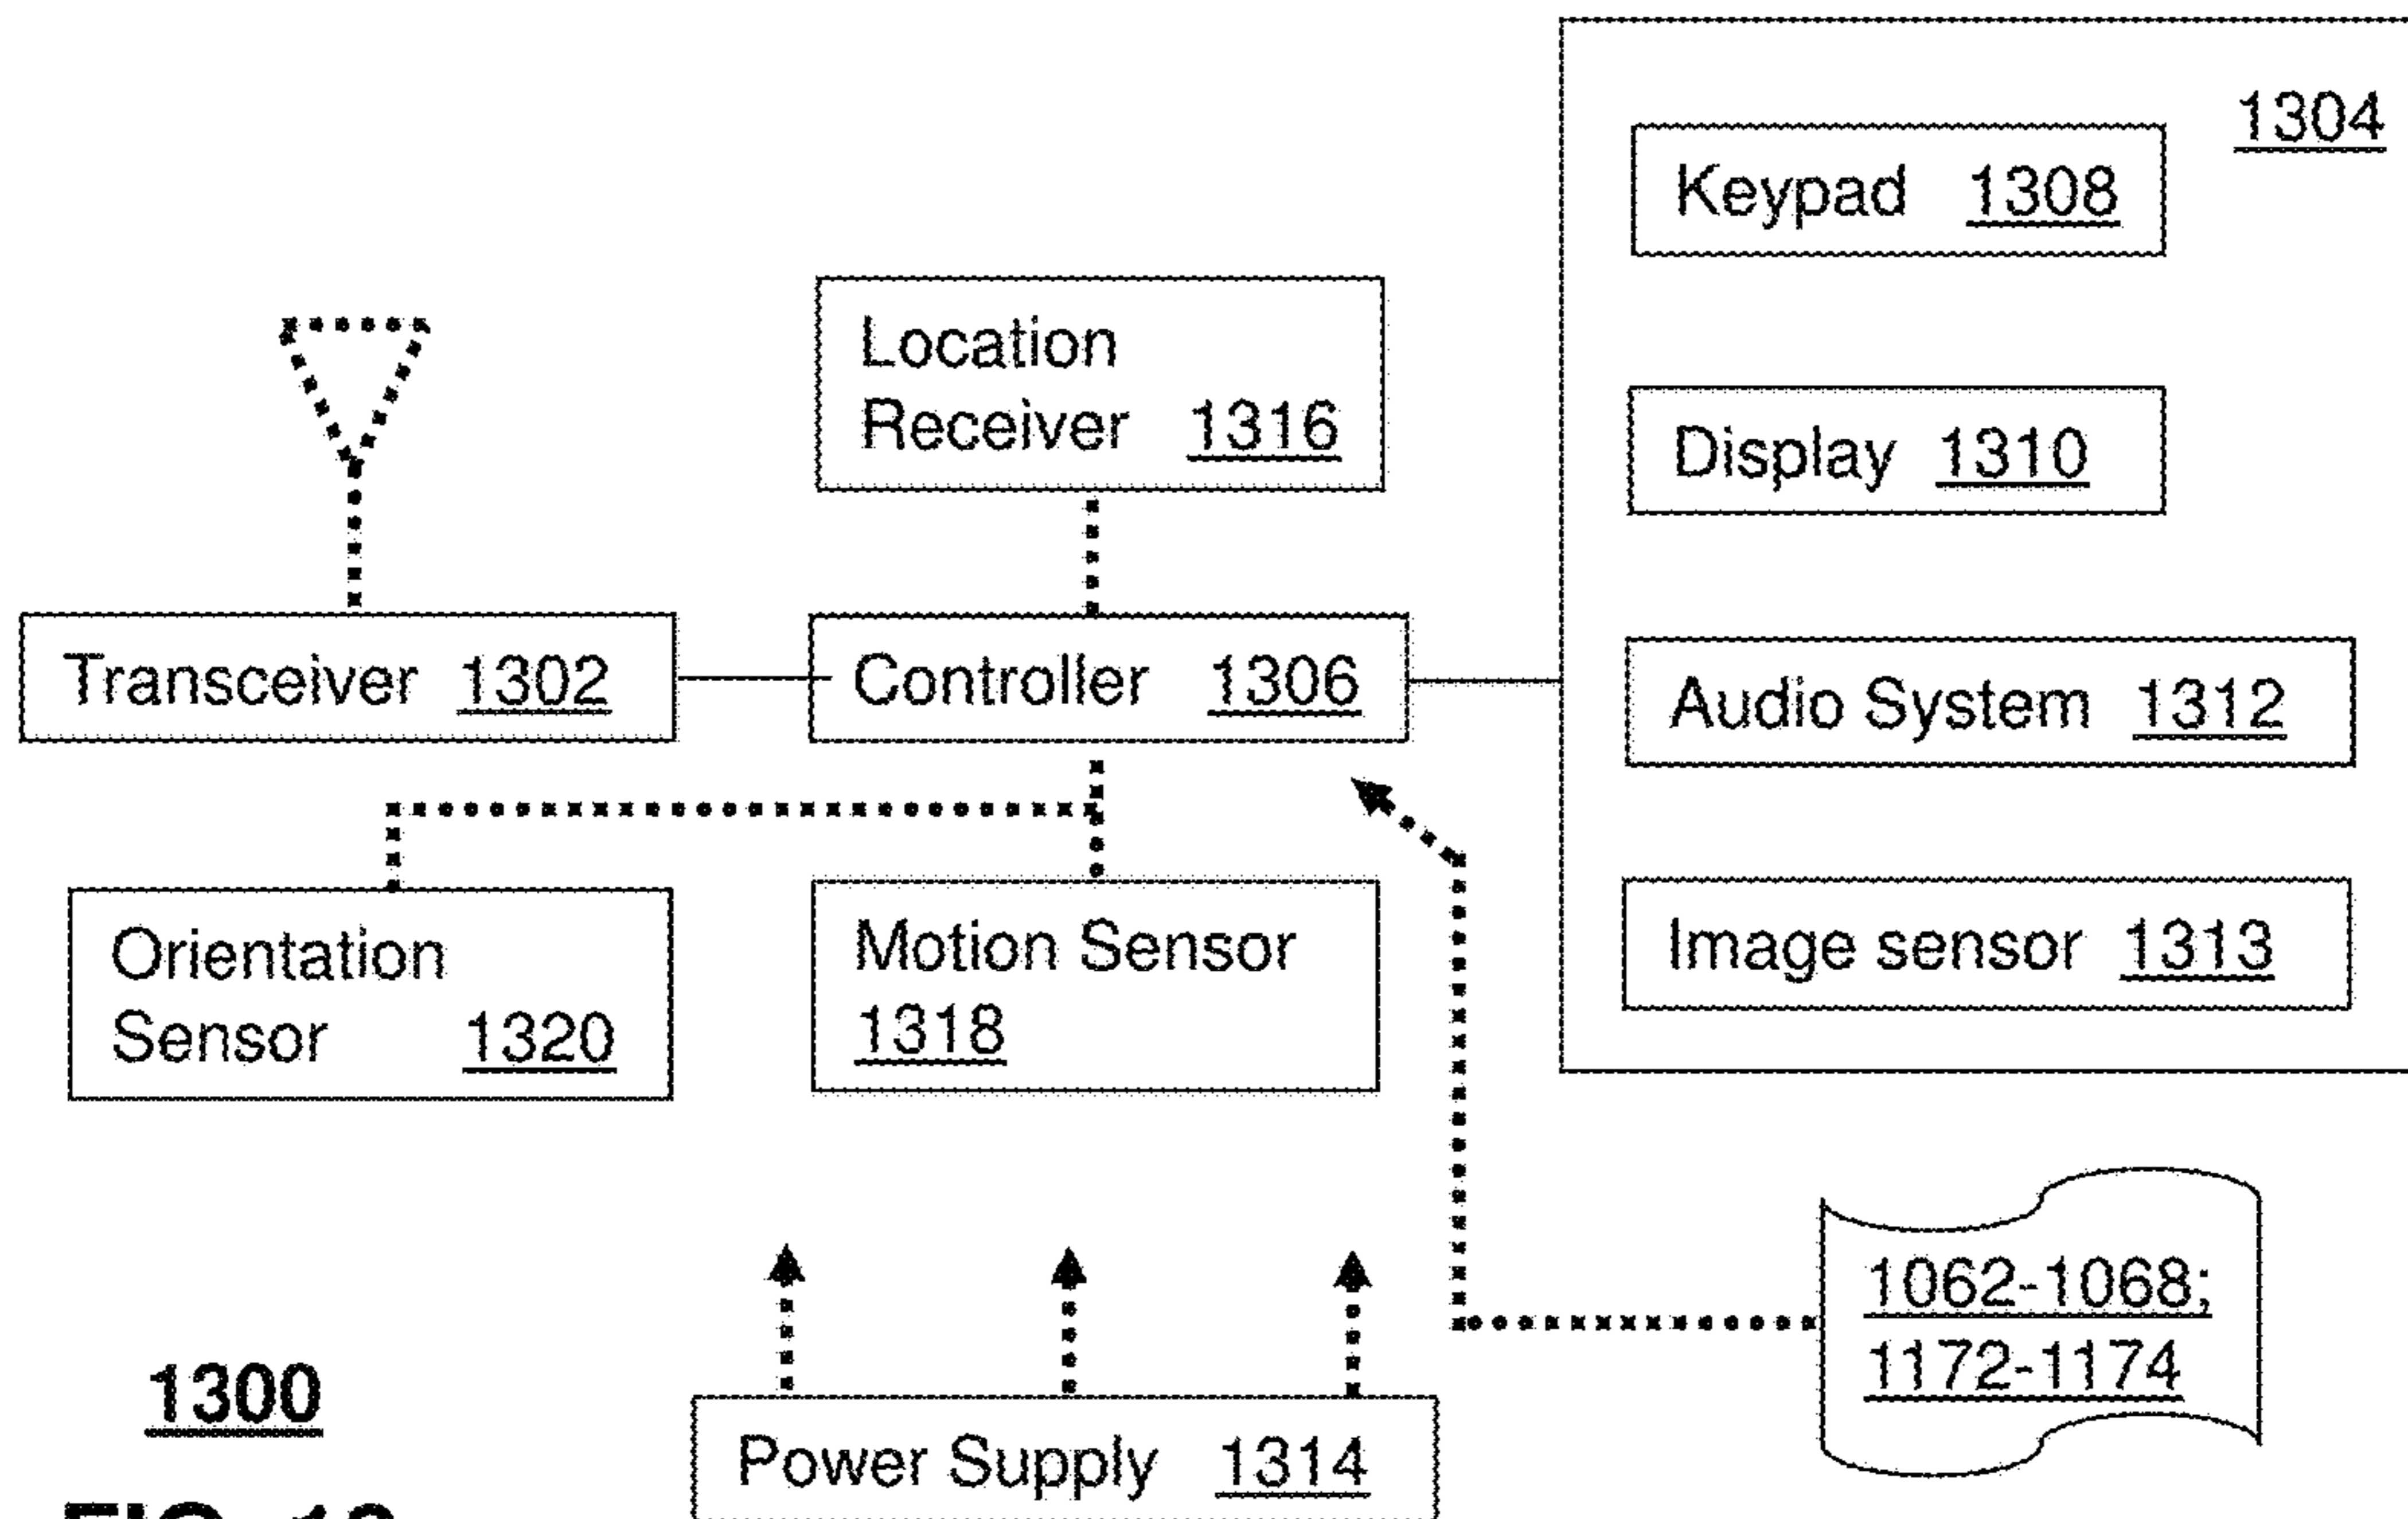 1304
Keypad 1308
Location
Receiver 1316
Display 1310
Transceiver 1302
Controller 1306
Audio System 1312
Orientation
Sensor 1320
Motion Sensor
1318
Image sensor 1313
1062-1068;
1172-1174
1300
Power Supply 1314